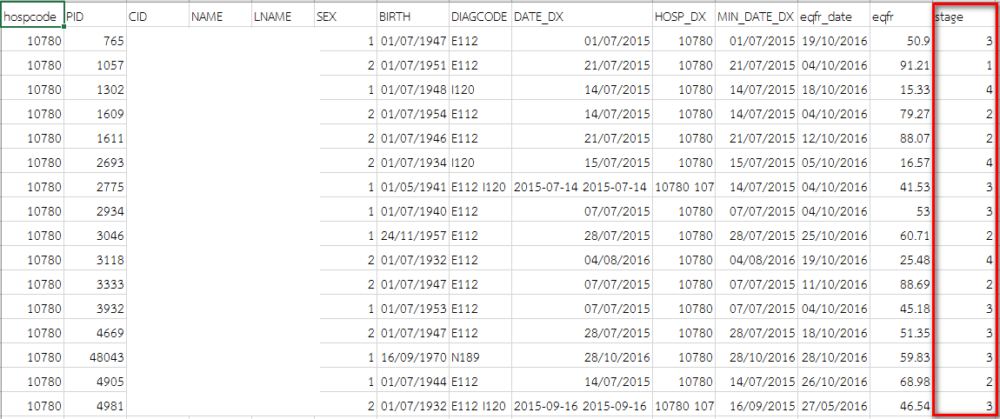 hospcode PID CID NAME LNAME SEX BIRTH DIAGCODE DATE_DX HOSP_DX MIN_DATE_DX eqfr_date eqfr stage
10780 765 1 01/07/1947 E112 01/07/2015 10780 01/07/2015 19/10/2016 50.9 3
10780 1057 2 01/07/1951 E112 21/07/2015 10780 21/07/2015 04/10/2016 91.21 1
10780 1302 1 01/07/1948 I120 14/07/2015 10780 14/07/2015 18/10/2016 15.33 4
10780 1609 2 01/07/1954 E112 14/07/2015 10780 14/07/2015 04/10/2016 79.27 2
10780 1611 2 01/07/1946 E112 21/07/2015 10780 21/07/2015 12/10/2016 88.07 2
10780 2693 2 01/07/1934 I120 15/07/2015 10780 15/07/2015 05/10/2016 16.57 4
10780 2775 1 01/05/1941 E112 I120 2015-07-14 2015-07-14 10780 107 14/07/2015 04/10/2016 41.53 3
10780 2934 1 01/07/1940 E112 07/07/2015 10780 07/07/2015 04/10/2016 53 3
10780 3046 1 24/11/1957 E112 28/07/2015 10780 28/07/2015 25/10/2016 60.71 2
10780 3118 2 01/07/1932 E112 04/08/2016 10780 04/08/2016 19/10/2016 25.48 4
10780 3333 2 01/07/1947 E112 07/07/2015 10780 07/07/2015 11/10/2016 88.69 2
10780 3932 1 01/07/1953 E112 07/07/2015 10780 07/07/2015 04/10/2016 45.18 3
10780 4669 2 01/07/1947 E112 28/07/2015 10780 28/07/2015 18/10/2016 51.35 3
10780 48043 1 16/09/1970 N189 28/10/2016 10780 28/10/2016 28/10/2016 59.83 3
10780 4905 1 01/07/1944 E112 14/07/2015 10780 14/07/2015 26/10/2016 68.98 2
10780 4981 2 01/07/1932 E112 I120 2015-09-16 2015-09-16 10780 107 16/09/2015 27/05/2016 46.54 3